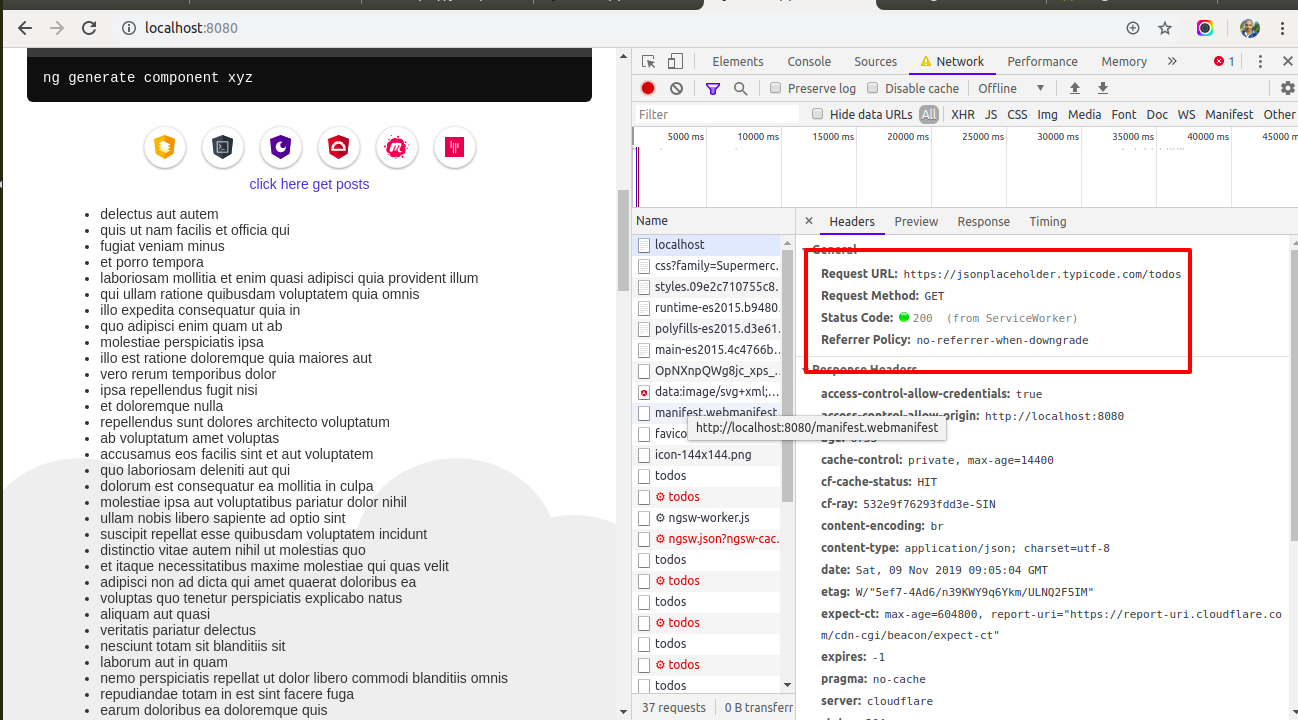 localhost:8080
ng generate component xyz
click here get posts
delectus aut autem
quis ut nam facilis et officia qui
fugiat veniam minus
et porro tempora
laboriosam mollitia et enim quasi adipisci quia provident illum
qui ullam ratione quibusdam voluptatem quia omnis
illo expedita consequatur quia in
quo adipisci enim quam ut ab
molestiae perspiciatis ipsa
illo est ratione doloremque quia maiores aut
vero rerum temporibus dolor
ipsa repellendus fugit nisi
et doloremque nulla
repellendus sunt dolores architecto voluptatum
ab voluptatum amet voluptas
accusamus eos facilis sint et aut voluptatem
quo laboriosam deleniti aut qui
dolorum est consequatur ea mollitia in culpa
molestiae ipsa aut voluptatibus pariatur dolor nihil
ullam nobis libero sapiente ad optio sint
suscipit repellat esse quibusdam voluptatem incidunt
distinctio vitae autem nihil ut molestias quo
et itaque necessitatibus maxime molestiae qui quas velit
adipisci non ad dicta qui amet quaerat doloribus ea
voluptas quo tenetur perspiciatis explicabo natus
aliquam aut quasi
veritatis pariatur delectus
nesciunt totam sit blanditiis sit
laborum aut in quam
nemo perspiciatis repellat ut dolor libero commodi blanditiis omnis
repudiandae totam in est sint facere fuga
earum doloribus ea doloremque quis
Elements Console Sources Network Performance Memory » 1
Preserve log Disable cache Offline
Filter Hide data URLs All XHR JS CSS Img Media Font Doc WS Manifest Other
5000 ms 10000 ms 15000 ms 20000 ms 25000 ms 30000 ms 35000 ms 40000 ms 45000 m
Name
localhost
css?family=Supermerc.
styles.09e2c710755c8.
runtime-es2015.b9480.
polyfills-es2015.d3e61.
main-es2015.4c4766b..
OpNXnpQWg8jc_xps_..
data:image/svg+xml;...
manifest.webmanifest
http://localhost:8080/manifest.webmanifest
favico
icon-144x144.png
todos
todos
ngsw-worker.js
ngsw.json?ngsw-cac.
todos
todos
todos
todos
todos
todos
todos
37 requests 0 B transferr
Headers Preview Response Timing
General
Request URL: https://jsonplaceholder.typicode.com/todos
Request Method: GET
Status Code: 200 (from ServiceWorker)
Referrer Policy: no-referrer-when-downgrade
Response Headers
access-control-allow-credentials: true
access-control-allow-origin: http://localhost:8080
cache-control: private, max-age=14400
cf-cache-status: HIT
cf-ray: 532e9f76293fdd3e-SIN
content-encoding: br
content-type: application/json; charset=utf-8
date: Sat, 09 Nov 2019 09:05:04 GMT
etag: W/"5ef7-4Ad6/n39KWY9q6Ykm/ULNQ2F5IM"
expect-ct: max-age=604800, report-uri="https://report-uri.cloudflare.co
m/cdn-cgi/beacon/expect-ct"
expires: -1
pragma: no-cache
server: cloudflare